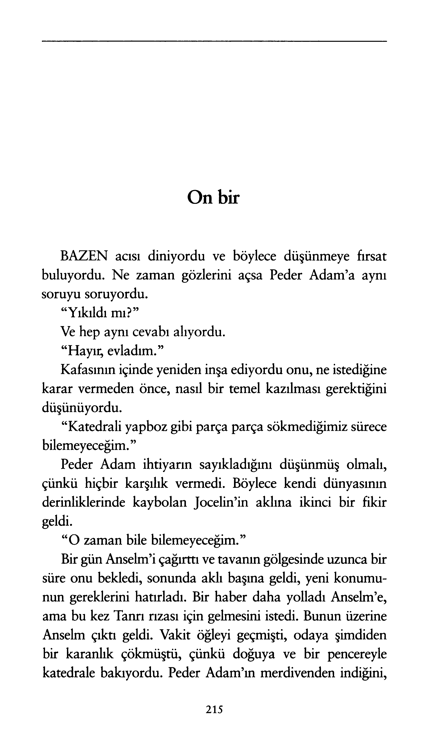 On bir
BAZEN acısı diniyordu ve böylece düşünmeye fırsat
buluyordu. Ne zaman gözlerini açsa Peder Adam’a aynı
soruyu soruyordu.
“Yıkıldı mı?”
Ve hep aynı cevabı alıyordu.
“Hayır, evladım.”
Kafasının içinde yeniden inşa ediyordu onu, ne istediğine
karar vermeden önce, nasıl bir temel kazılması gerektiğini
düşünüyordu.
“Katedrali yapboz gibi parça parça sökmediğimiz sürece
bilemeyeceğim.”
Peder Adam ihtiyarın sayıkladığını düşünmüş olmalı,
çünkü hiçbir karşılık vermedi. Böylece kendi dünyasının
derinliklerinde kaybolan Jocelin’in aklına ikinci bir fikir
geldi.
“O zaman bile bilemeyeceğim.”
Bir gün Anselm’i çağırttı ve tavanın gölgesinde uzunca bir
süre onu bekledi, sonunda aklı başına geldi, yeni konumu-
nun gereklerini hatırladı. Bir haber daha yolladı Anselm’e,
ama bu kez Tanrı rızası için gelmesini istedi. Bunun üzerine
Anselm çıktı geldi. Vakit öğleyi geçmişti, odaya şimdiden
bir karanlık çökmüştü, çünkü doğuya ve bir pencereyle
katedrale bakıyordu. Peder Adam’ın merdivenden indiğini,
215